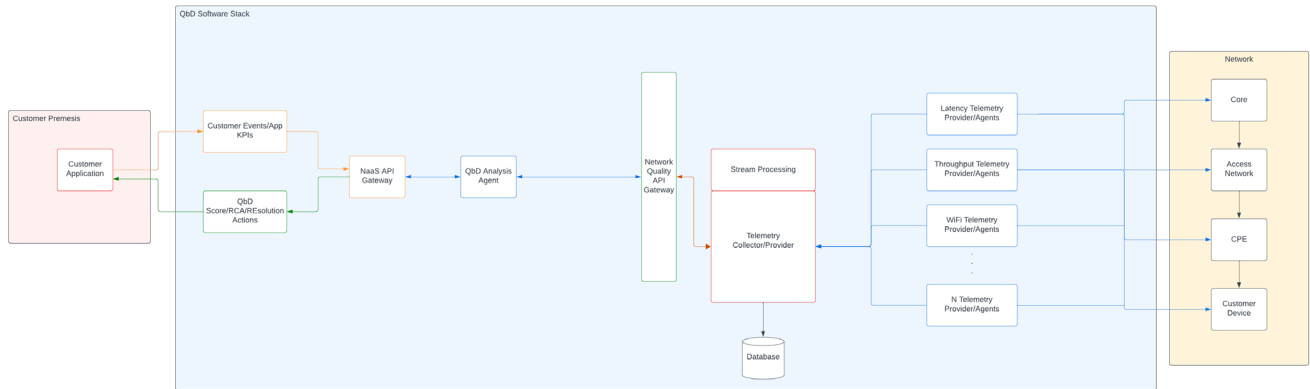 QbD Software Stack
Network
Customer Premesis
Customer
Application
Customer Events/App
KPIs
QbD
Score/RCA/REsolution
Actions
NaaS API
Gateway
QbD Analysis
Agent
Network
Quality
API
Gateway
Stream Processing
Telemetry
Collector/Provider
Database
Latency Telemetry
Provider/Agents
Throughput Telemetry
Provider/Agents
WiFi Telemetry
Provider/Agents
.
.
.
N Telemetry
Provider/Agents
Core
Access
Network
CPE
Customer
Device